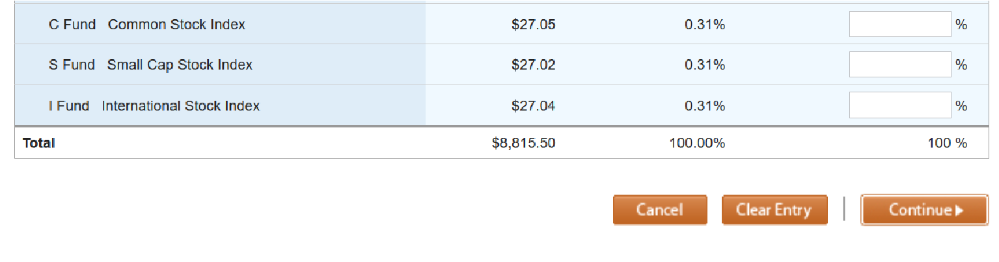 C Fund Common Stock Index $27.05 0.31% %
S Fund Small Cap Stock Index $27.02 0.31% %
I Fund International Stock Index $27.04 0.31% %
Total $8,815.50 100.00% 100 %
Cancel Clear Entry | Continue▶